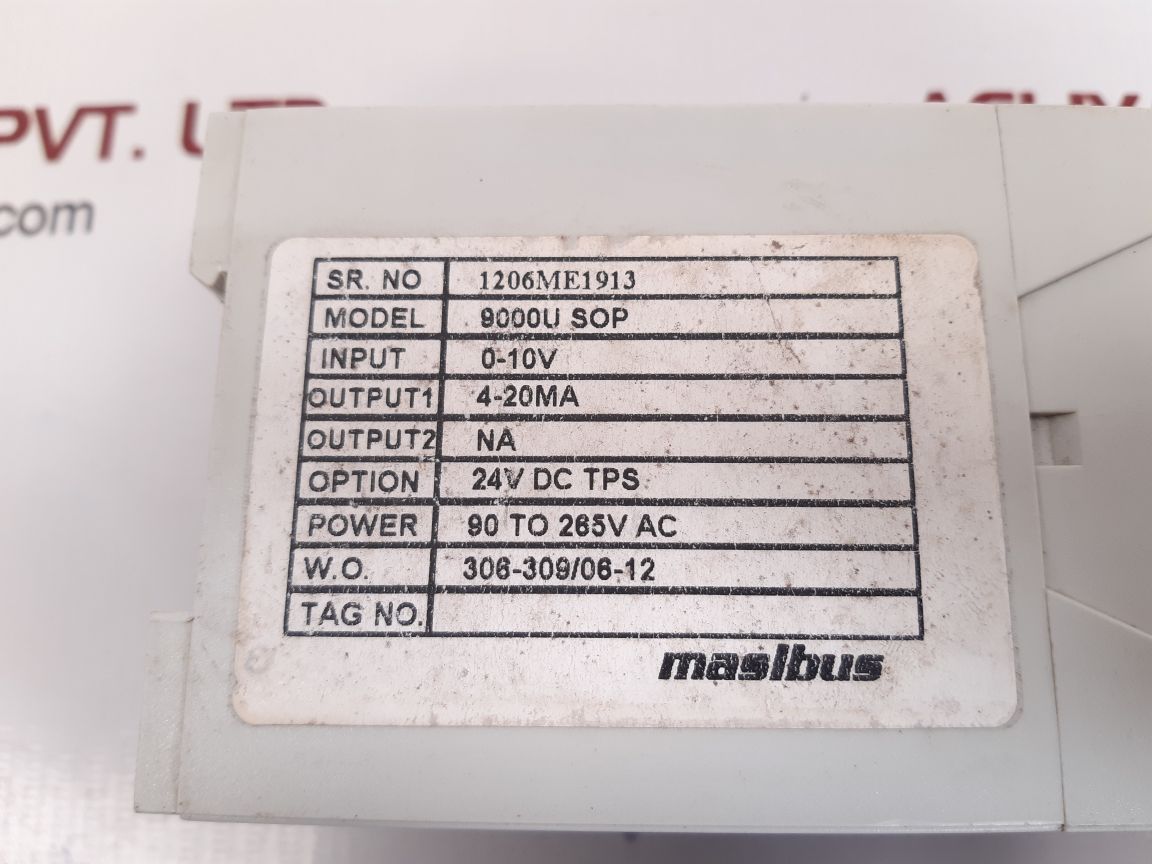 PVT. LTD
com
SR. NO 1206ME1913
MODEL 9000U SOP
INPUT 0-10V
OUTPUT1 4-20MA
OUTPUT2 NA
OPTION 24V DC TPS
POWER 90 TO 265V AC
W.O. 306-309/06-12
TAG NO.
masibus